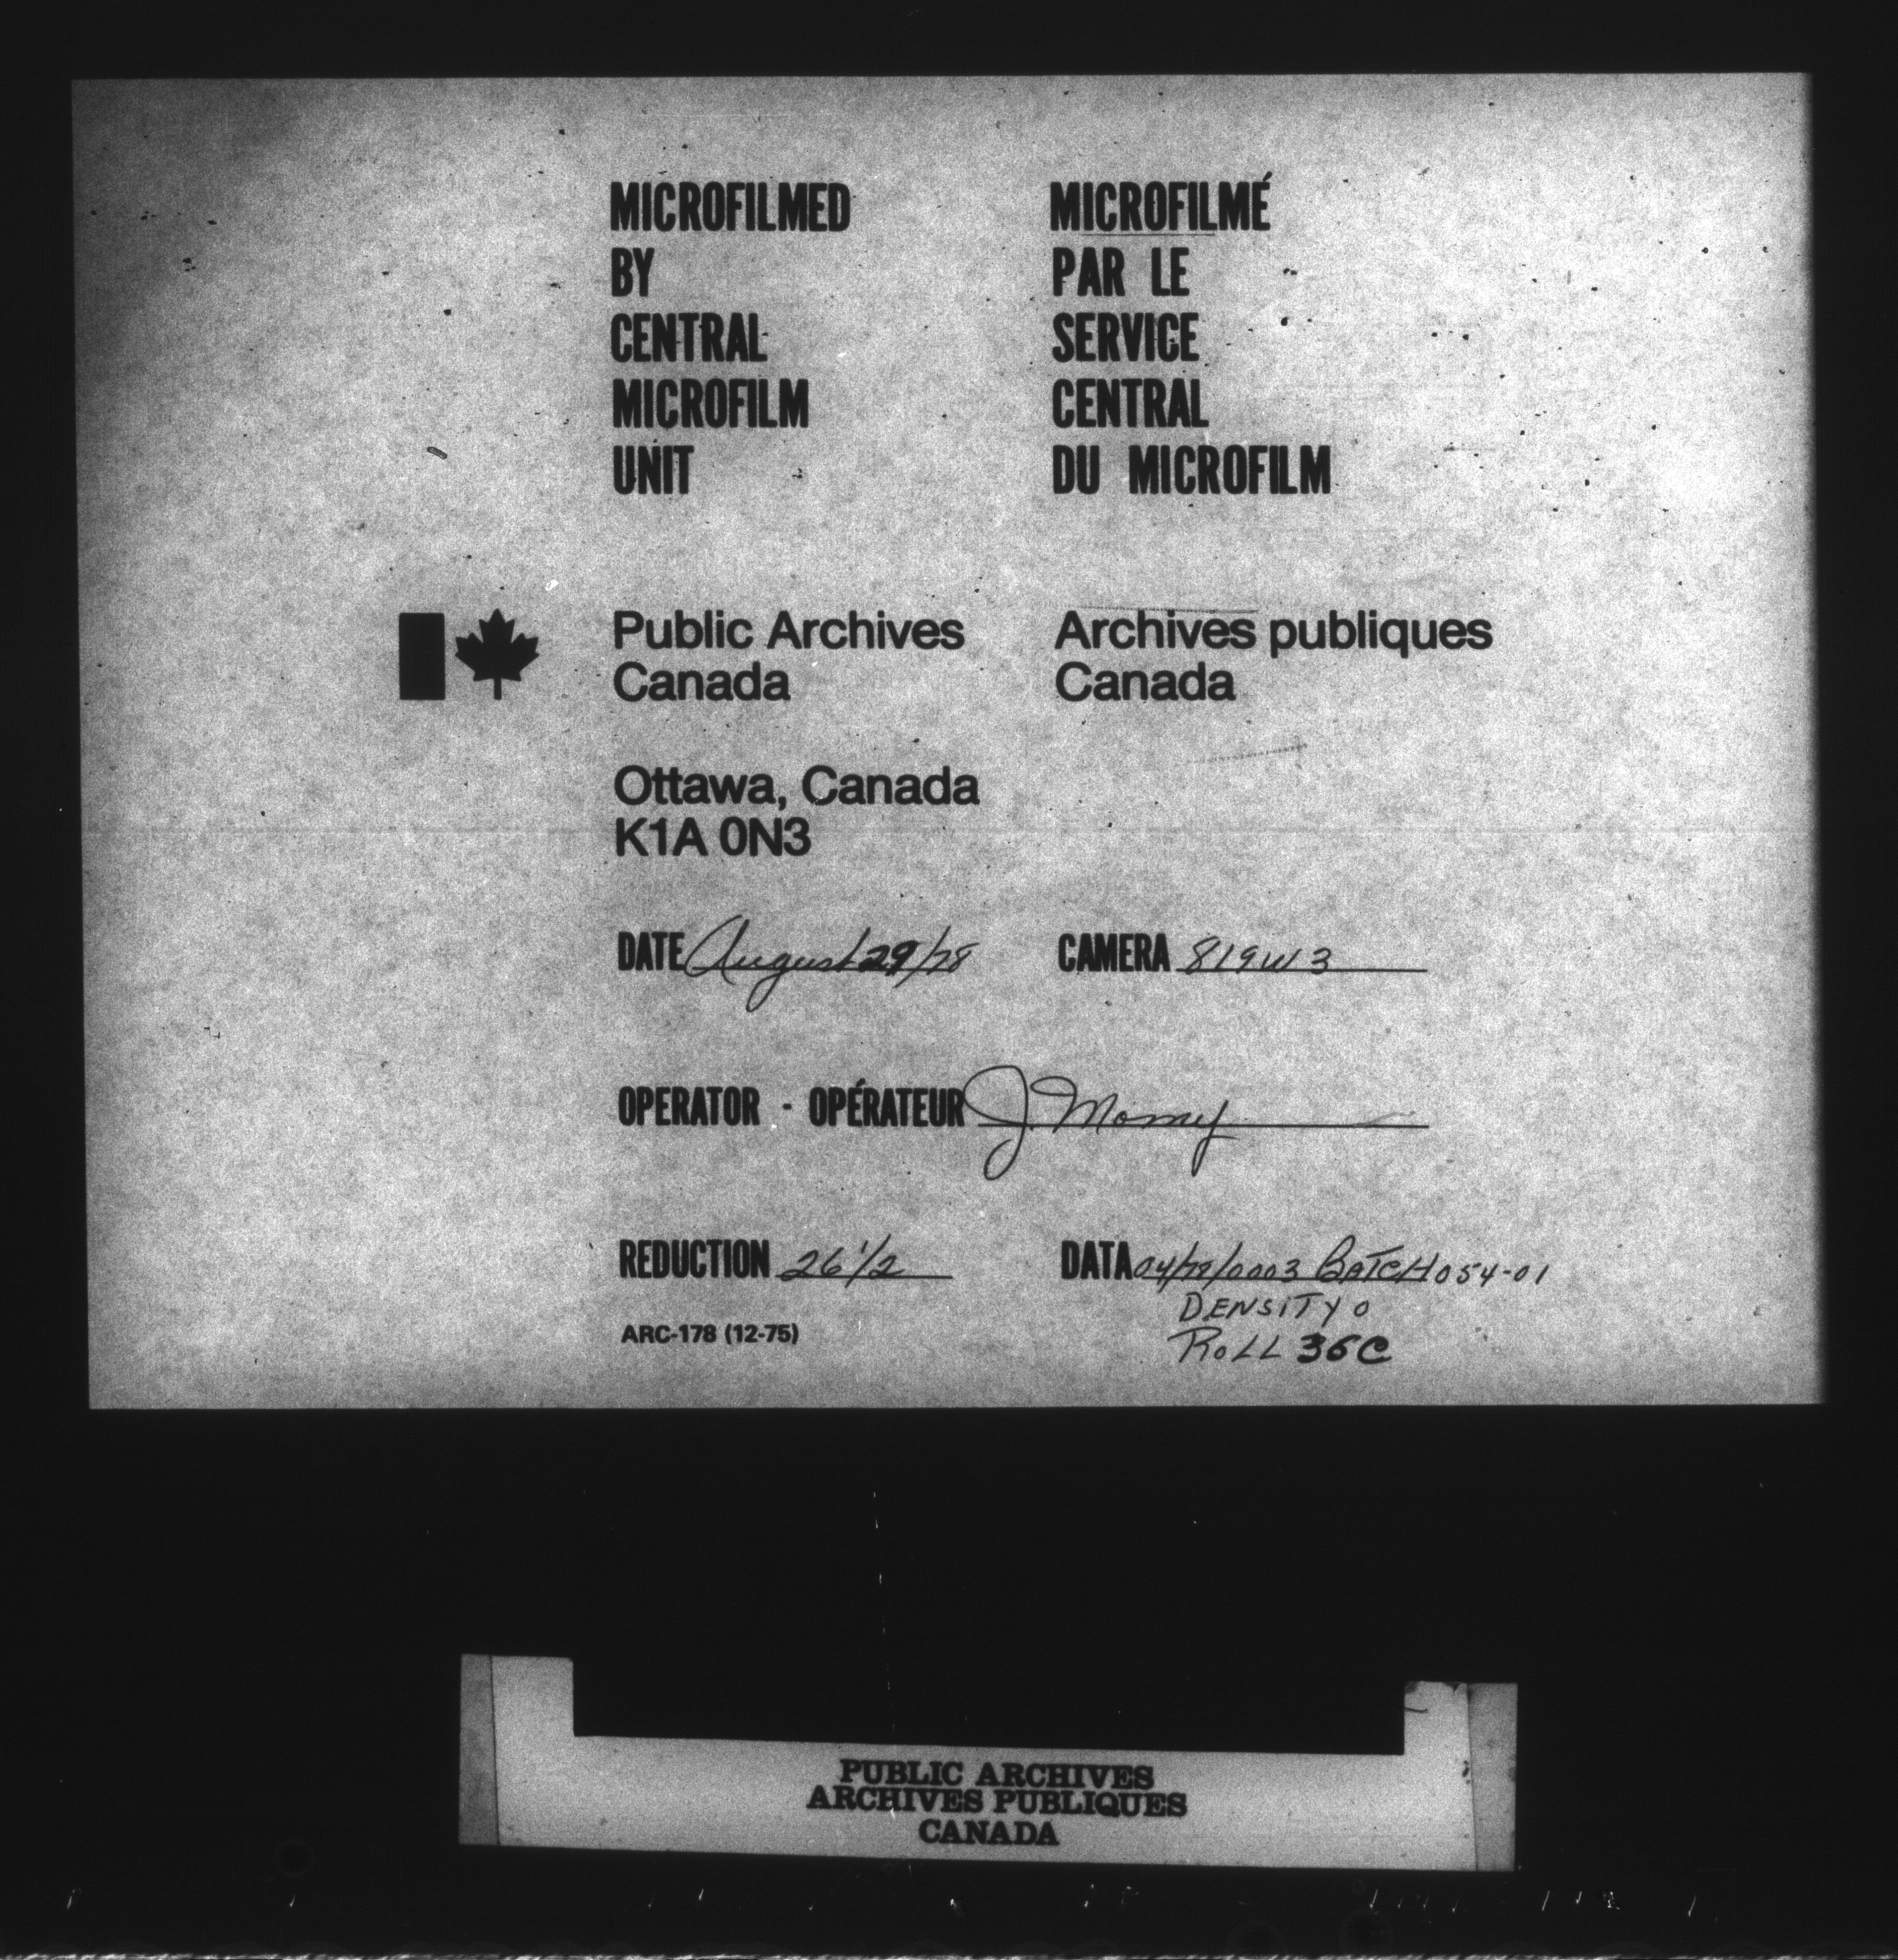 MICROFILMED
BY
CENTRAL
MICROFILM
UNIT
MICROFILMÉ
PAR LE
SERVICE
CENTRAL
DU MICROFILM
Public Archives
Canada
Archives publiques
Canada
Ottawa, Canada
K1A 0N3
DATE August 29/78
CAMERA 819W3
OPERATOR - OPÉRATEUR J. Momy
REDUCTION 26 1/2
DATA 04/79/0003 BATCH 054-01
DENSITY 0
ROLL 36C
ARC-178 (12-75)
PUBLIC ARCHIVES
ARCHIVES PUBLIQUES
CANADA